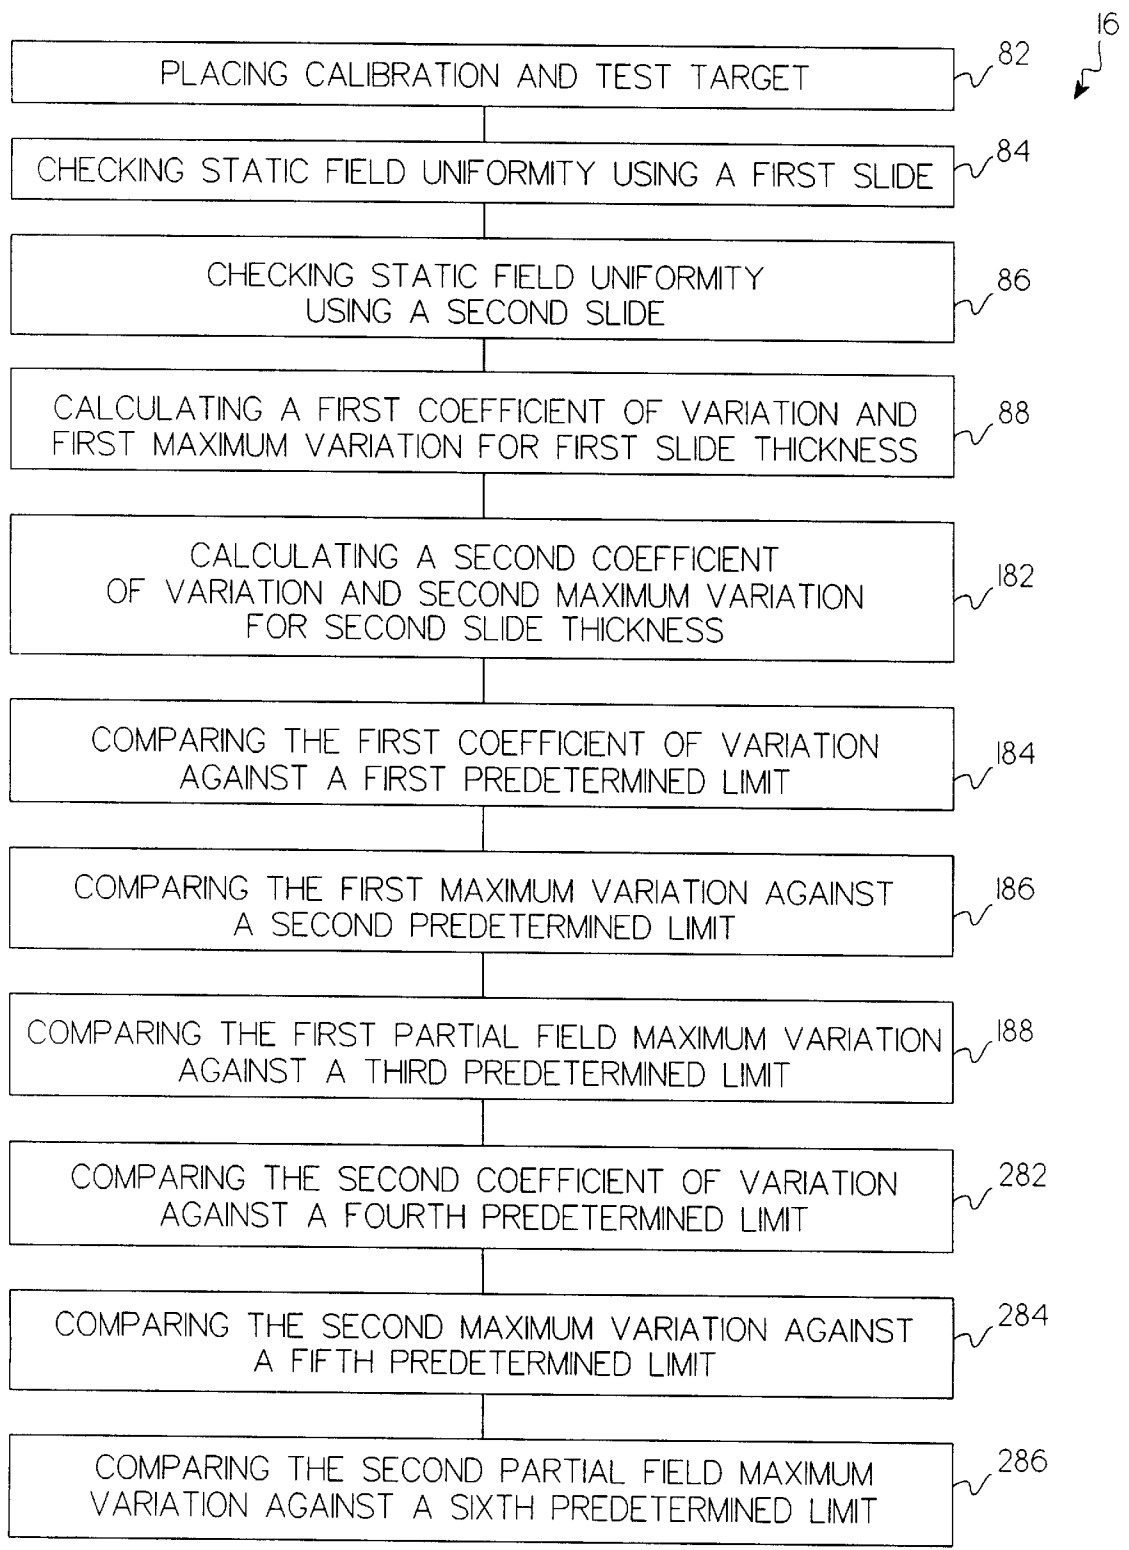 16
PLACING CALIBRATION AND TEST TARGET
82
CHECKING STATIC FIELD UNIFORMITY USING A FIRST SLIDE
84
CHECKING STATIC FIELD UNIFORMITY
USING A SECOND SLIDE
86
CALCULATING A FIRST COEFFICIENT OF VARIATION AND
FIRST MAXIMUM VARIATION FOR FIRST SLIDE THICKNESS
88
CALCULATING A SECOND COEFFICIENT
OF VARIATION AND SECOND MAXIMUM VARIATION
FOR SECOND SLIDE THICKNESS
182
COMPARING THE FIRST COEFFICIENT OF VARIATION
AGAINST A FIRST PREDETERMINED LIMIT
184
COMPARING THE FIRST MAXIMUM VARIATION AGAINST
A SECOND PREDETERMINED LIMIT
186
COMPARING THE FIRST PARTIAL FIELD MAXIMUM VARIATION
AGAINST A THIRD PREDETERMINED LIMIT
188
COMPARING THE SECOND COEFFICIENT OF VARIATION
AGAINST A FOURTH PREDETERMINED LIMIT
282
COMPARING THE SECOND MAXIMUM VARIATION AGAINST
A FIFTH PREDETERMINED LIMIT
284
COMPARING THE SECOND PARTIAL FIELD MAXIMUM
VARIATION AGAINST A SIXTH PREDETERMINED LIMIT
286